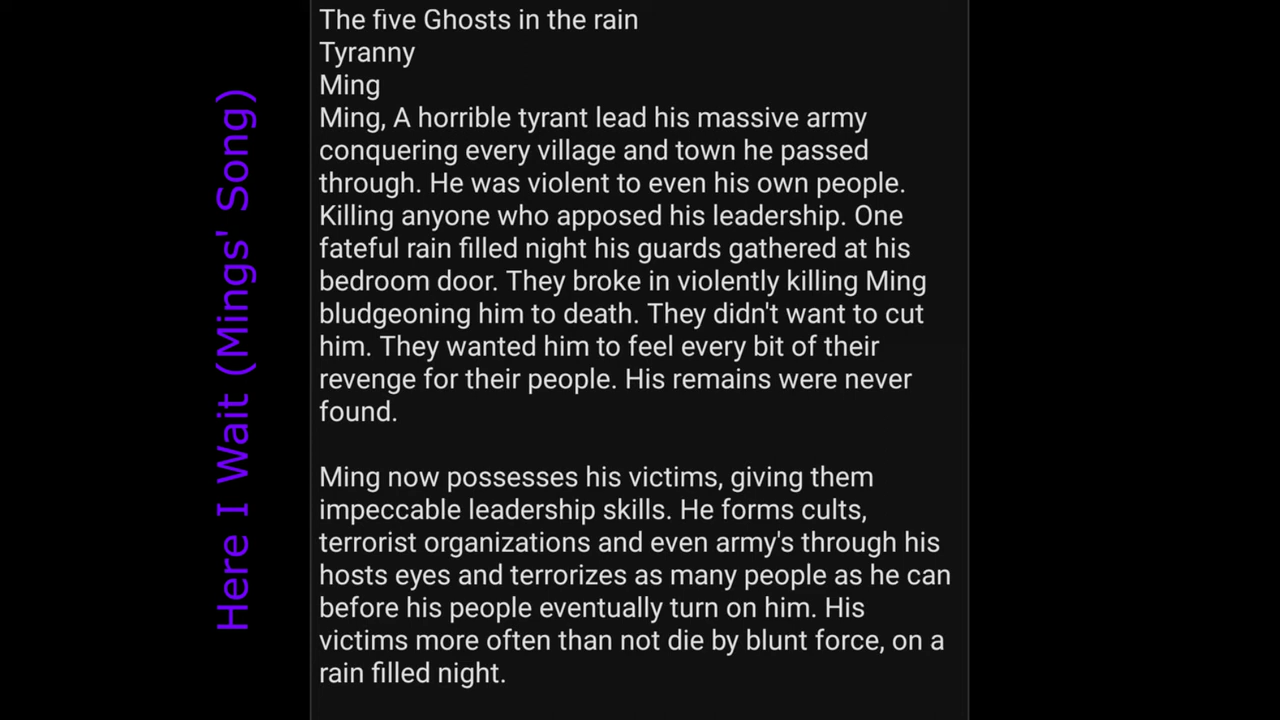 Here I Wait (Mings' Song)
The five Ghosts in the rain
Tyranny
Ming
Ming, A horrible tyrant lead his massive army
conquering every village and town he passed
through. He was violent to even his own people.
Killing anyone who apposed his leadership. One
fateful rain filled night his guards gathered at his
bedroom door. They broke in violently killing Ming
bludgeoning him to death. They didn't want to cut
him. They wanted him to feel every bit of their
revenge for their people. His remains were never
found.
Ming now possesses his victims, giving them
impeccable leadership skills. He forms cults,
terrorist organizations and even army's through his
hosts eyes and terrorizes as many people as he can
before his people eventually turn on him. His
victims more often than not die by blunt force, on a
rain filled night.